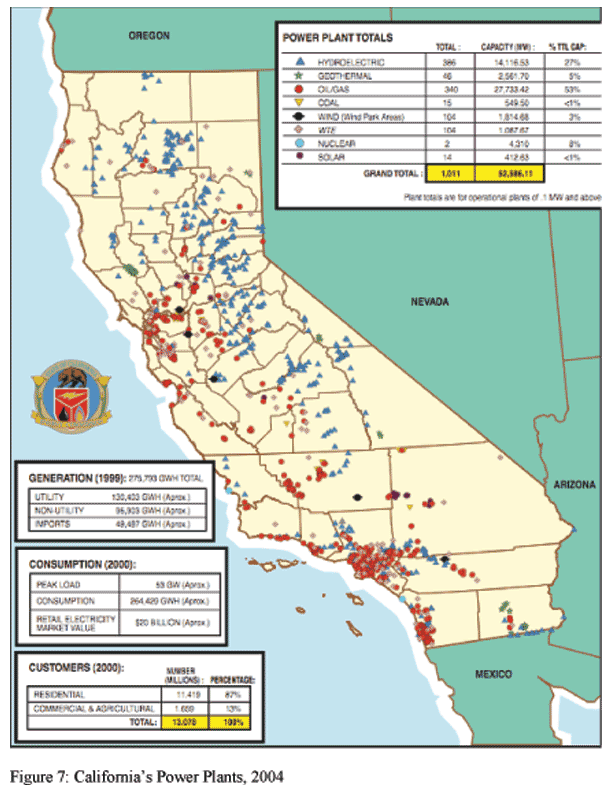 OREGON
POWER PLANT TOTALS
TOTAL : CAPACITY (MW) : % TTL CAP:
HYDROELECTRIC 386 14,116.53 27%
GEOTHERMAL 46 2,561.70 5%
OIL/GAS 340 27,733.42 53%
COAL 15 549.50 <1%
WIND (Wind Park Areas) 104 1,814.68 3%
WTE 104 1,087.67
NUCLEAR 2 4,310 8%
SOLAR 14 412.63 <1%
GRAND TOTAL : 1,011 52,586.11
Plant totals are for operational plants of .1 MW and above
NEVADA
ARIZONA
MEXICO
GENERATION (1999): 275,793 GWH TOTAL
UTILITY 130,433 GWH (Aprox.)
NON-UTILITY 95,903 GWH (Aprox.)
IMPORTS 49,487 GWH (Aprox.)
CONSUMPTION (2000):
PEAK LOAD 53 GW (Aprox.)
CONSUMPTION 264,429 GWH (Aprox.)
RETAIL ELECTRICITY
MARKET VALUE $20 BILLION (Aprox.)
CUSTOMERS (2000):
NUMBER
(MILLIONS) : PERCENTAGE:
RESIDENTIAL 11.419 87%
COMMERCIAL & AGRICULTURAL 1.659 13%
TOTAL: 13.078 100%
Figure 7: California's Power Plants, 2004